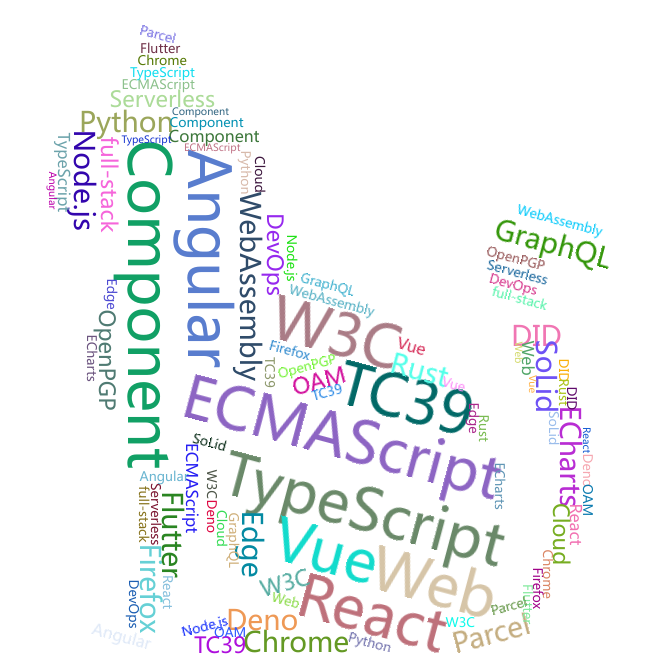 Parcel
Flutter
Chrome
TypeScript
ECMAScript
Serverless
Component
Python
Component
Component
TypeScript
ECMAScript
TypeScript
Node.js
full-stack
Angular
Component
Angular
Python
Cloud
WebAssembly
DevOps
Node.js
GraphQL
WebAssembly
Edge
OpenPGP
ECharts
W3C
Vue
Firefox
OpenPGP
TC39
OAM
TC39
Rust
Vue
TC39
ECMAScript
Edge
Rust
WebAssembly
GraphQL
OpenPGP
Serverless
DevOps
full-stack
DID
Web
Web
SoLid
Vue
DID
Rust
DID
SoLid
ECharts
React
Deno
OAM
React
Cloud
Chrome
Firefox
Flutter
ECharts
SoLid
Angular
ECMAScript
W3C
Deno
Cloud
GraphQL
Edge
full-stack
Serverless
Flutter
Firefox
React
DevOps
Angular
TypeScript
Vue
Web
W3C
Web
React
Node.js
OAM
Deno
TC39
Chrome
Python
W3C
Parcel
Parcel